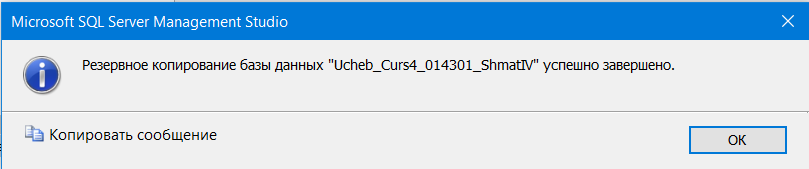 Microsoft SQL Server Management Studio
Резервное копирование базы данных "Ucheb_Curs4_014301_ShmatIV" успешно завершено.
Копировать сообщение
ОК